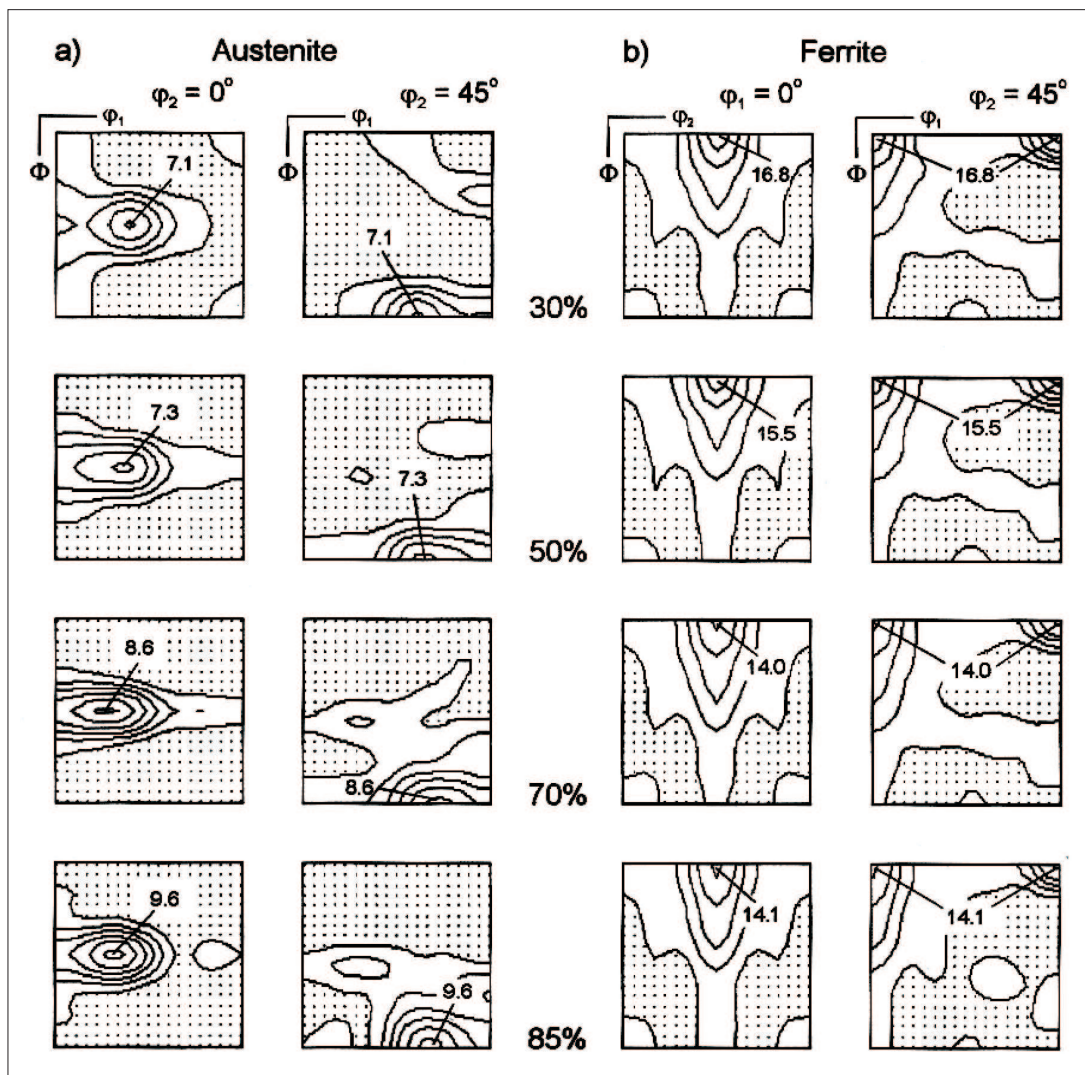 a) Austenite b) Ferrite
φ₂ = 0° φ₂ = 45° φ₁ = 0° φ₂ = 45°
φ₁ φ₁ φ₂ φ₁
Φ Φ Φ Φ
7.1 7.1 16.8 16.8
30%
7.3 7.3 15.5 15.5
50%
8.6 8.6 14.0 14.0
70%
9.6 9.6 14.1 14.1
85%